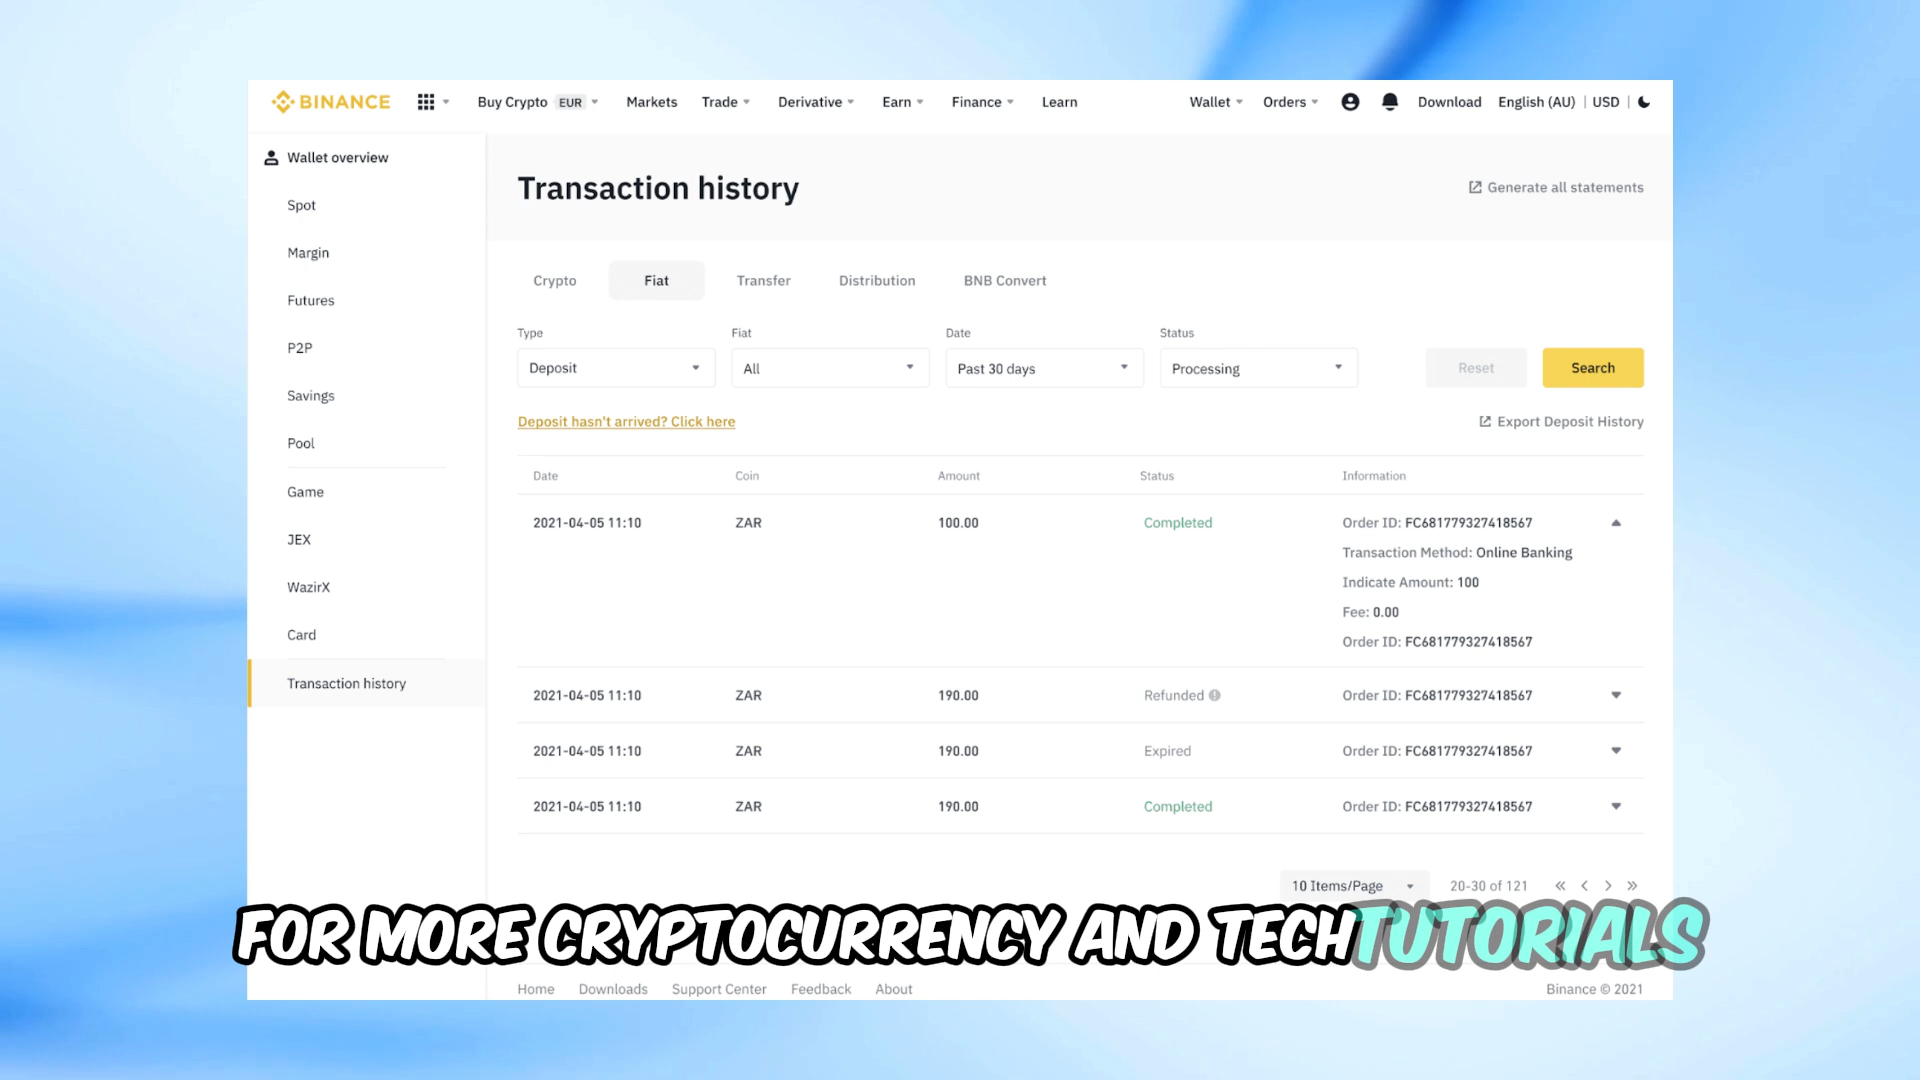 BINANCE
Buy Crypto EUR Markets Trade Derivative Earn Finance Learn Wallet Orders Download English (AU) | USD |
Wallet overview
Spot
Margin
Futures
P2P
Savings
Pool
Game
JEX
WazirX
Card
Transaction history
Transaction history
Generate all statements
Crypto Fiat Transfer Distribution BNB Convert
Type Fiat Date Status
Deposit All Past 30 days Processing Reset Search
Deposit hasn't arrived? Click here Export Deposit History
Date Coin Amount Status Information
2021-04-05 11:10 ZAR 100.00 Completed Order ID: FC681779327418567
Transaction Method: Online Banking
Indicate Amount: 100
Fee: 0.00
Order ID: FC681779327418567
2021-04-05 11:10 ZAR 190.00 Refunded Order ID: FC681779327418567
2021-04-05 11:10 ZAR 190.00 Expired Order ID: FC681779327418567
2021-04-05 11:10 ZAR 190.00 Completed Order ID: FC681779327418567
10 Items/Page 20-30 of 121
FOR MORE CRYPTOCURRENCY AND TECH TUTORIALS
Home Downloads Support Center Feedback About Binance © 2021